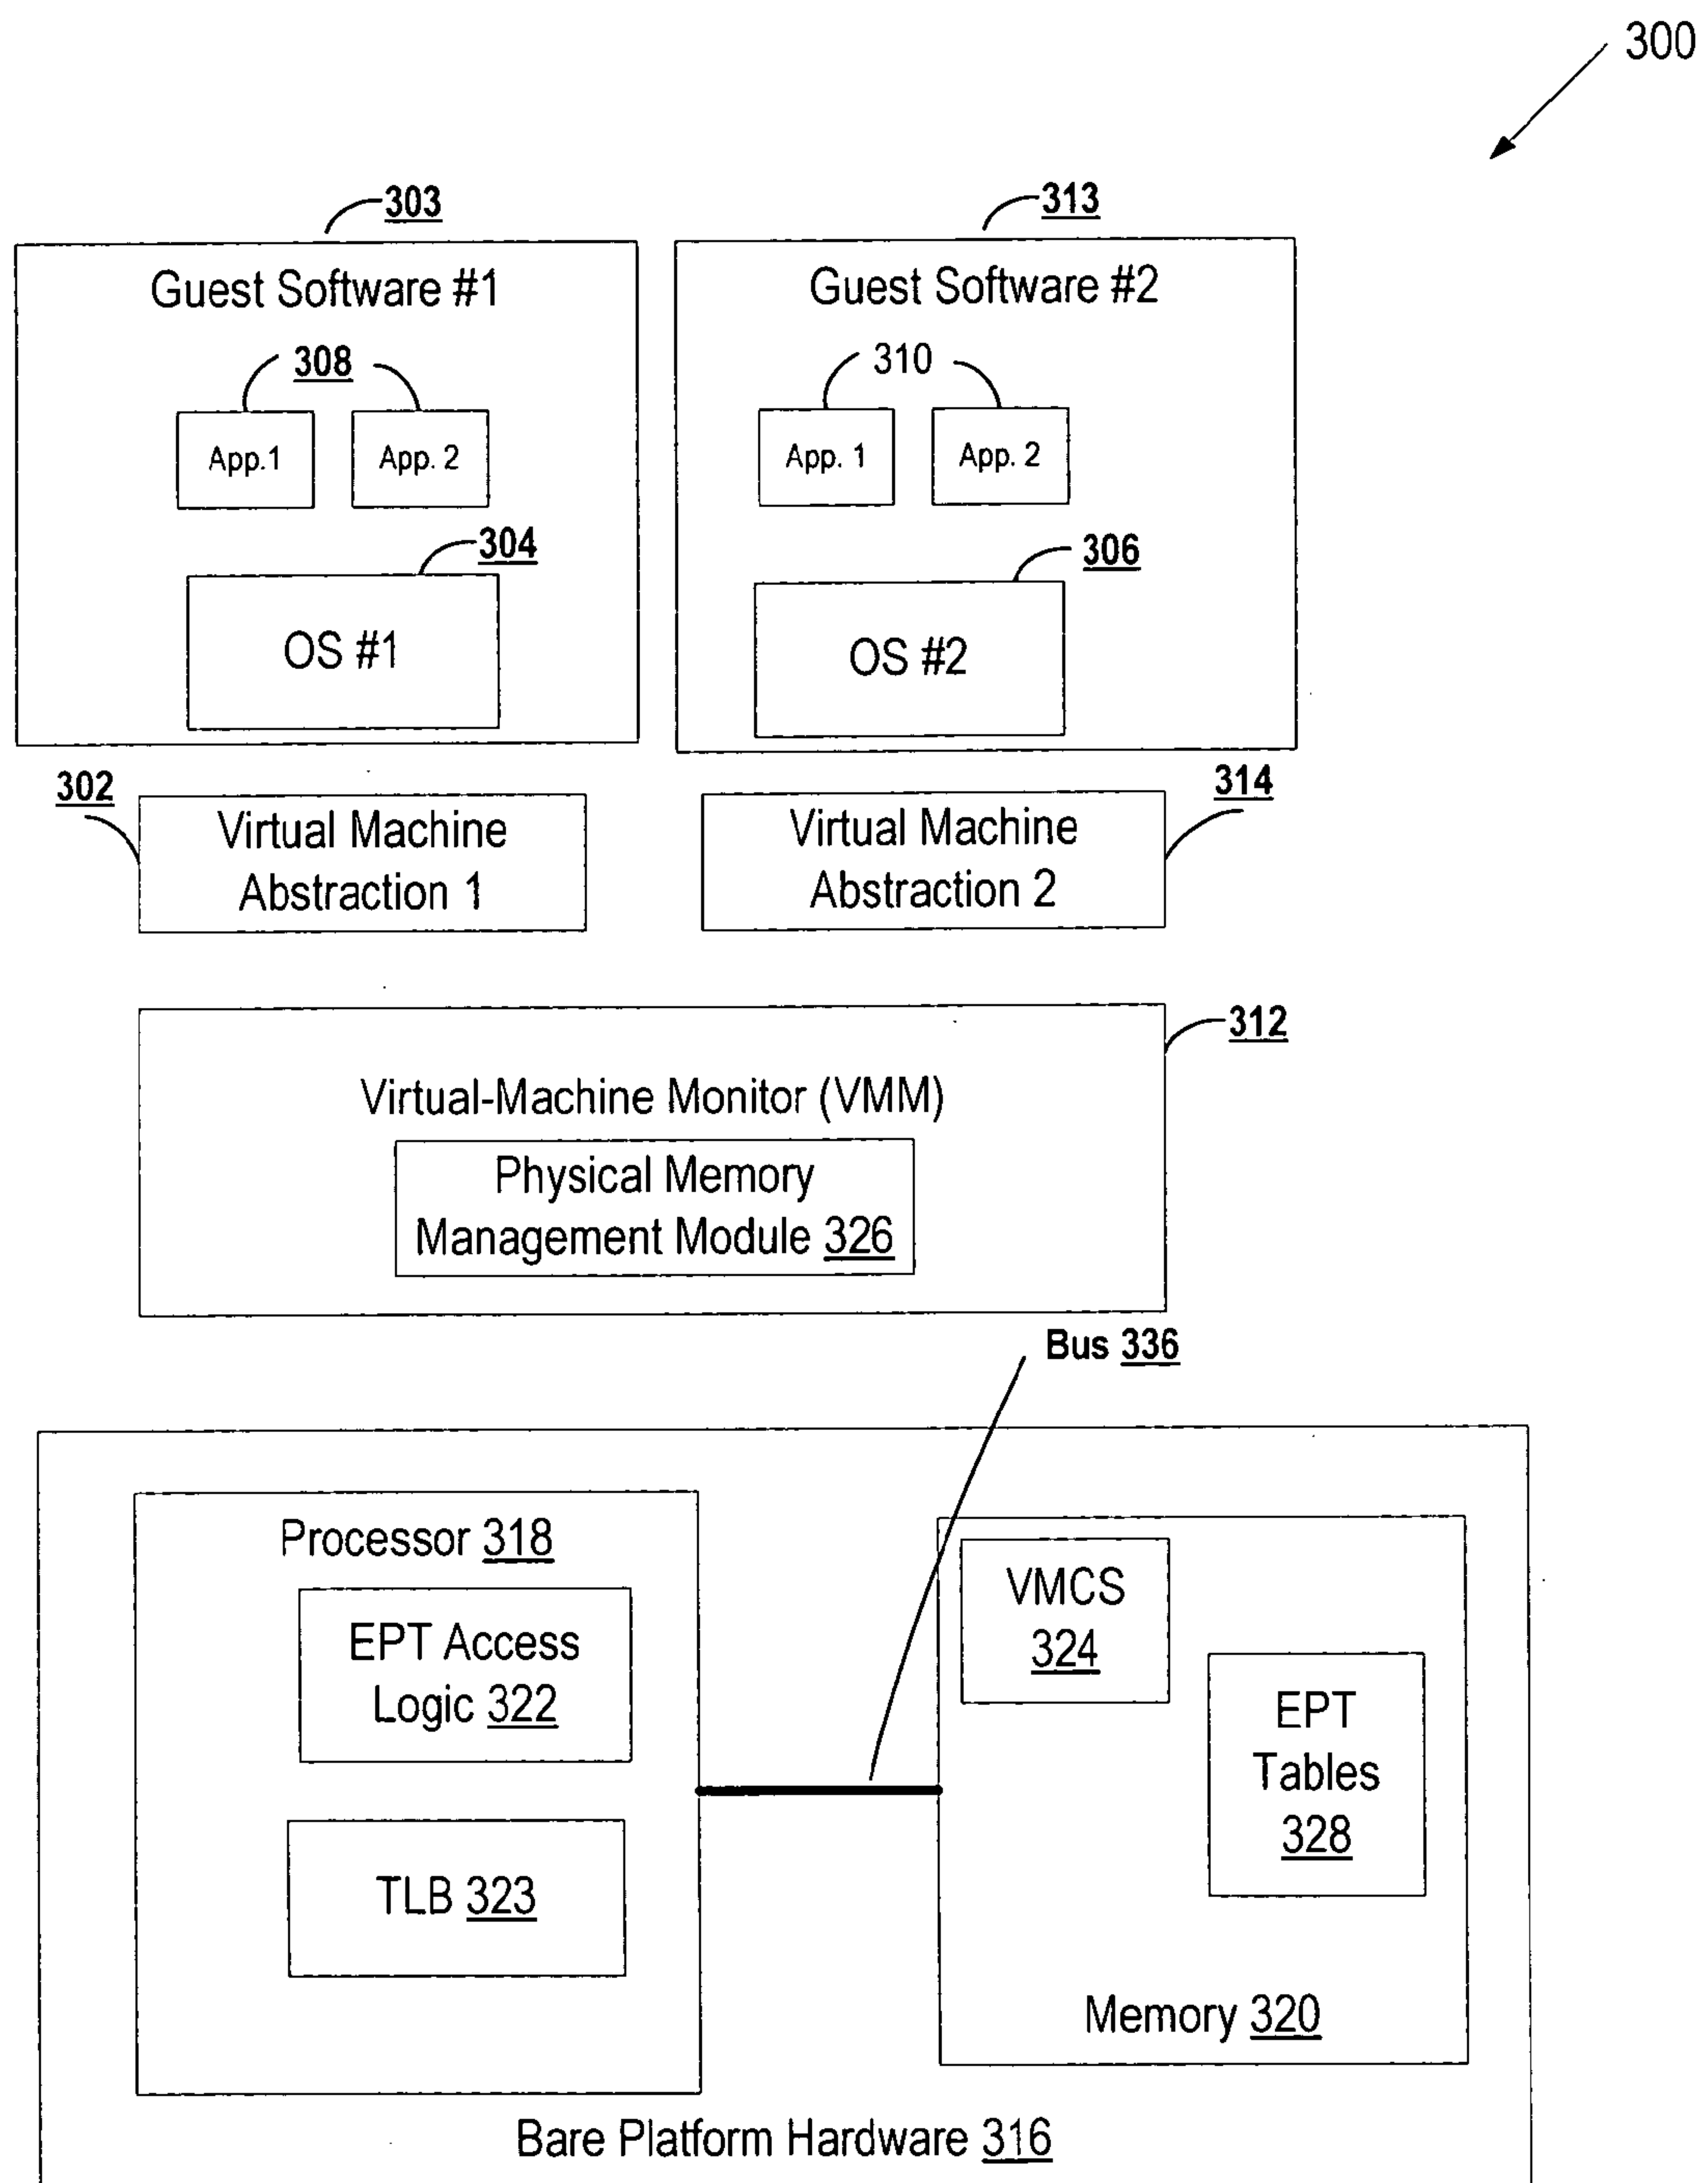 300
303
313
Guest Software #1
Guest Software #2
308
310
App.1
App. 2
App. 1
App. 2
304
306
OS #1
OS #2
302
314
Virtual Machine
Abstraction 1
Virtual Machine
Abstraction 2
312
Virtual-Machine Monitor (VMM)
Physical Memory
Management Module 326
Bus 336
Processor 318
EPT Access
Logic 322
TLB 323
VMCS
324
EPT
Tables
328
Memory 320
Bare Platform Hardware 316